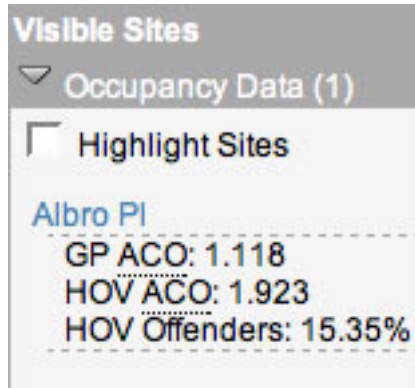 Visible Sites
Occupancy Data (1)
Highlight Sites
Albro Pl
GP ACO: 1.118
HOV ACO: 1.923
HOV Offenders: 15.35%